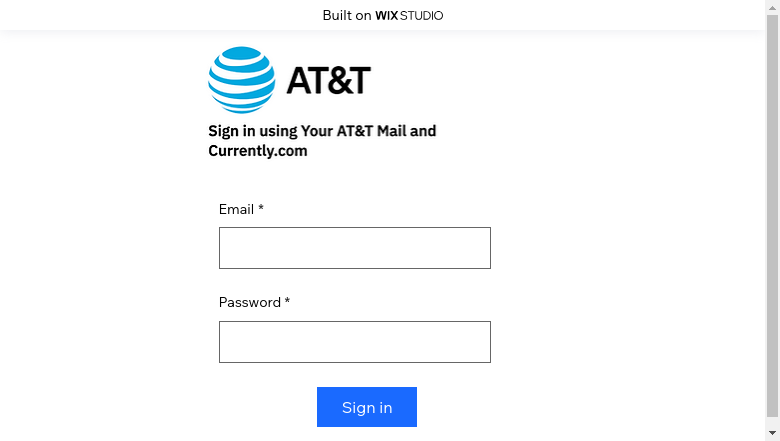 Built on WIX STUDIO
AT&T
Sign in using Your AT&T Mail and
Currently.com
Email *
Password *
Sign in